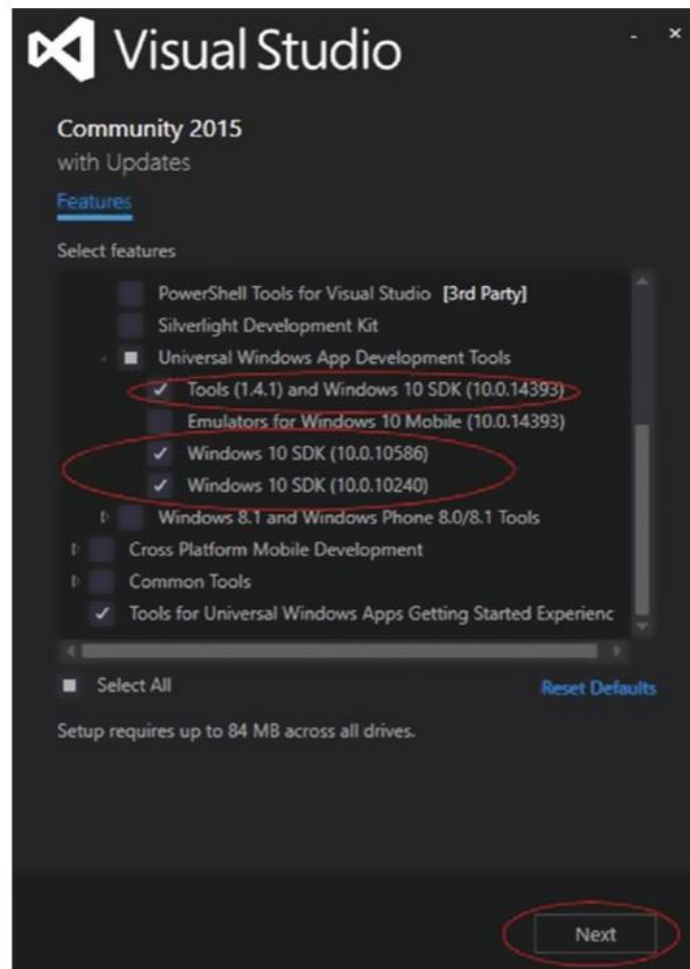 Visual Studio
Community 2015
with Updates
Features
Select features
PowerShell Tools for Visual Studio [3rd Party]
Silverlight Development Kit
Universal Windows App Development Tools
Tools (1.4.1) and Windows 10 SDK (10.0.14393)
Emulators for Windows 10 Mobile (10.0.14393)
Windows 10 SDK (10.0.10586)
Windows 10 SDK (10.0.10240)
Windows 8.1 and Windows Phone 8.0/8.1 Tools
Cross Platform Mobile Development
Common Tools
Tools for Universal Windows Apps Getting Started Experienc
Select All
Reset Defaults
Setup requires up to 84 MB across all drives.
Next